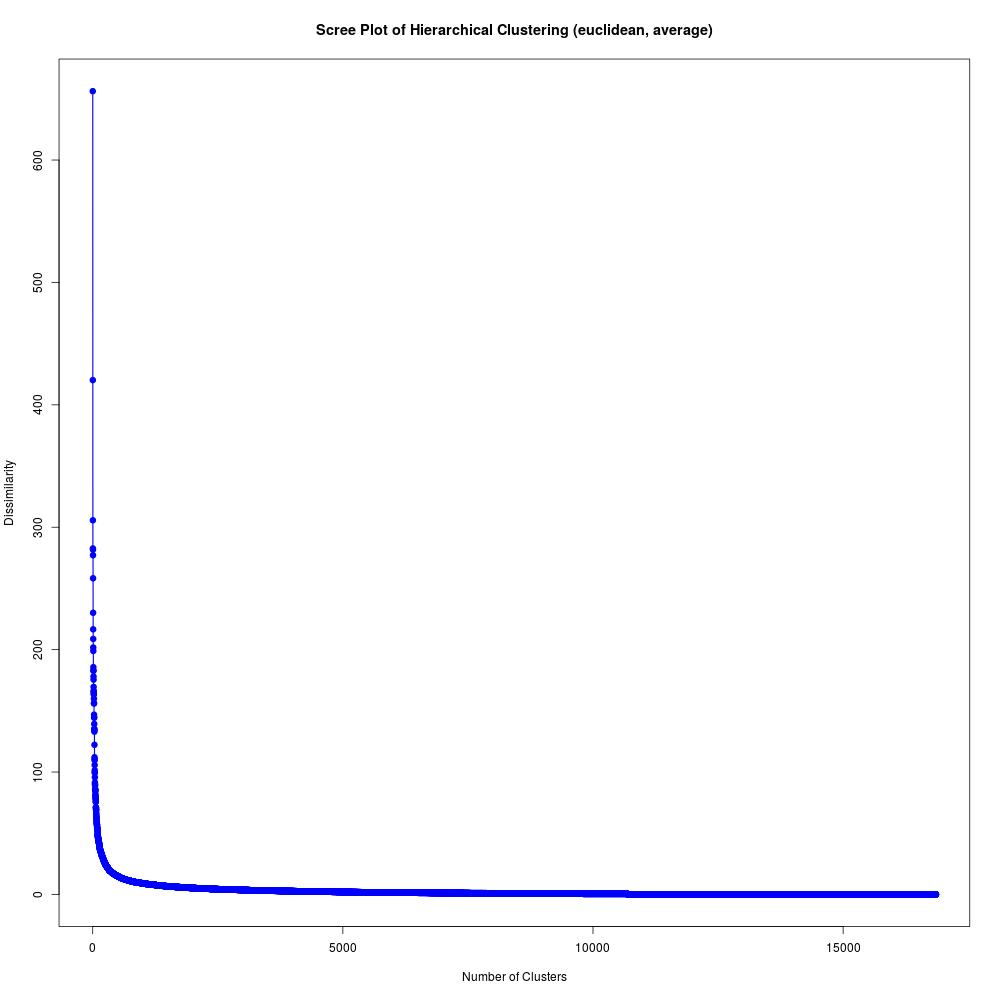 Scree Plot of Hierarchical Clustering (euclidean, average)
Dissimilarity
600
500
400
300
200
100
0
0 5000 10000 15000
Number of Clusters